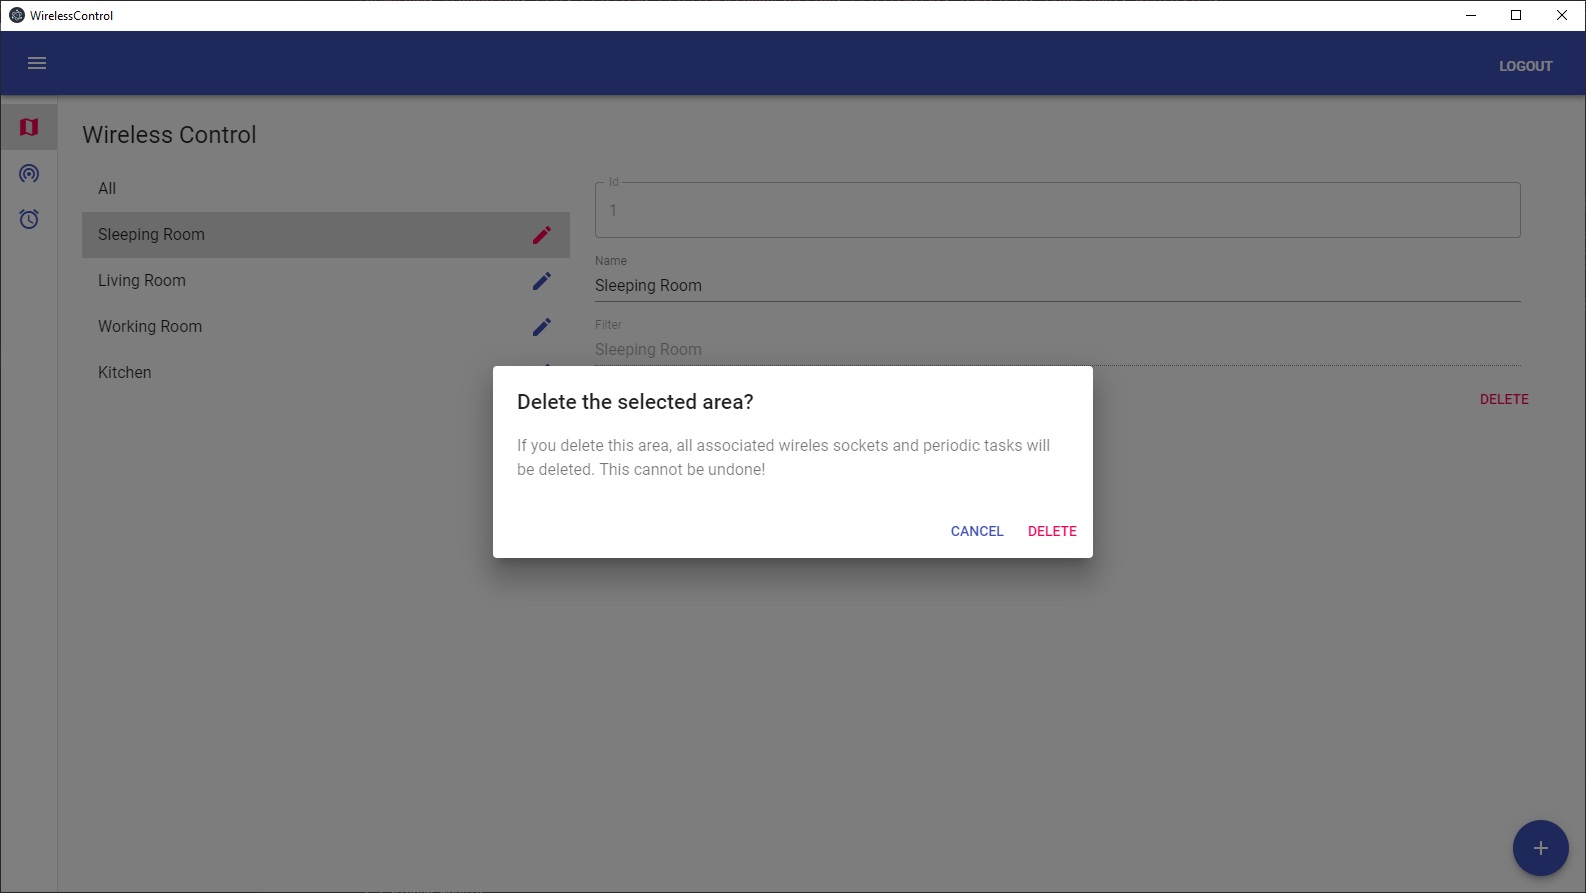 WirelessControl
LOGOUT
Wireless Control
All
Sleeping Room
Living Room
Working Room
Kitchen
Id
1
Name
Sleeping Room
Filter
Sleeping Room
DELETE
Delete the selected area?
If you delete this area, all associated wireles sockets and periodic tasks will
be deleted. This cannot be undone!
CANCEL
DELETE